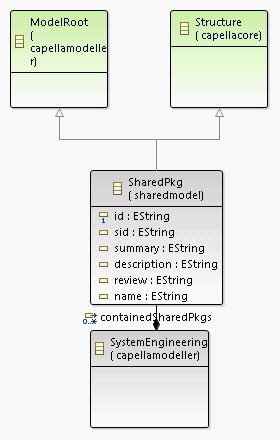 ModelRoot
(
capellamodeller
r)
Structure
( capellacore)
SharedPkg
( sharedmodel)
1
id : EString
sid : EString
summary : EString
description : EString
review : EString
name : EString
containedSharedPkgs
0..*
SystemEngineering
( capellamodeller)